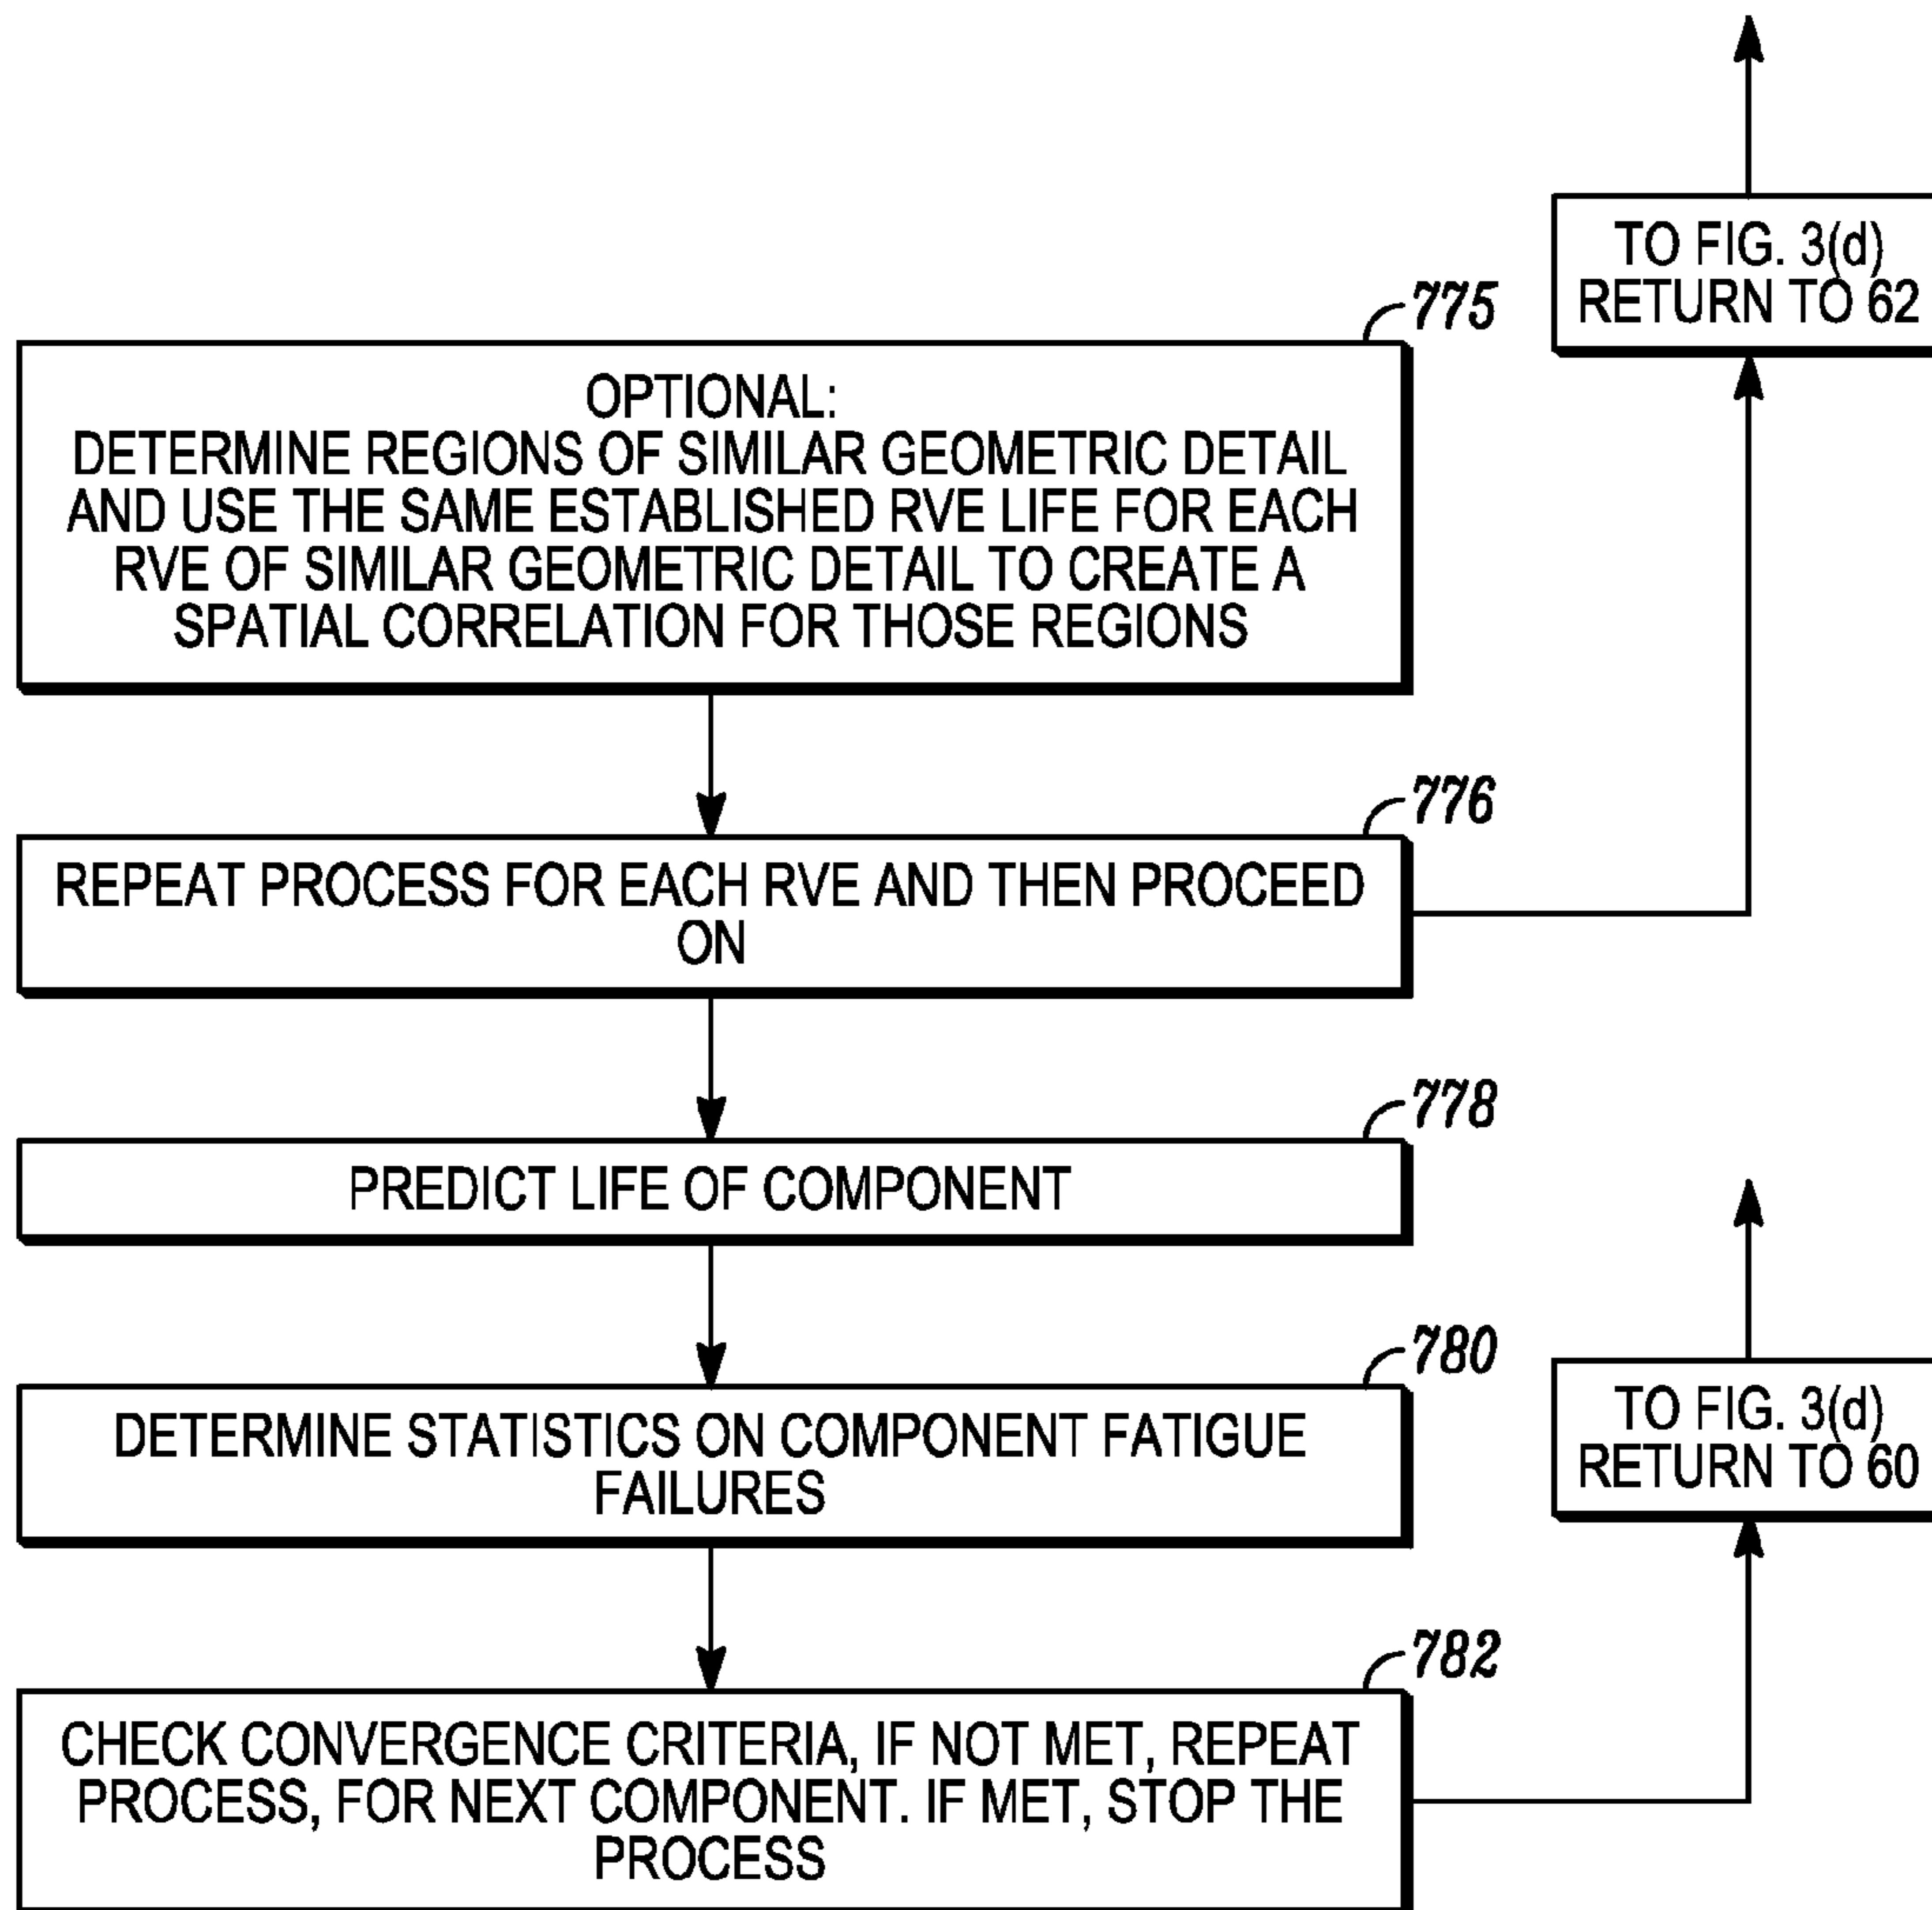 TO FIG. 3(d)
RETURN TO 62
775
OPTIONAL:
DETERMINE REGIONS OF SIMILAR GEOMETRIC DETAIL
AND USE THE SAME ESTABLISHED RVE LIFE FOR EACH
RVE OF SIMILAR GEOMETRIC DETAIL TO CREATE A
SPATIAL CORRELATION FOR THOSE REGIONS
776
REPEAT PROCESS FOR EACH RVE AND THEN PROCEED
ON
778
PREDICT LIFE OF COMPONENT
780
DETERMINE STATISTICS ON COMPONENT FATIGUE
FAILURES
TO FIG. 3(d)
RETURN TO 60
782
CHECK CONVERGENCE CRITERIA, IF NOT MET, REPEAT
PROCESS, FOR NEXT COMPONENT. IF MET, STOP THE
PROCESS